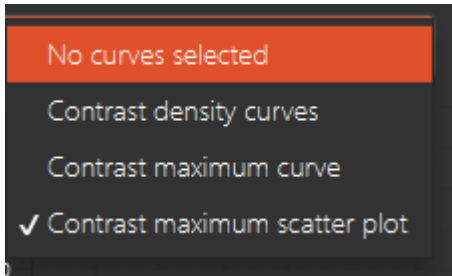 No curves selected
Contrast density curves
Contrast maximum curve
✓ Contrast maximum scatter plot